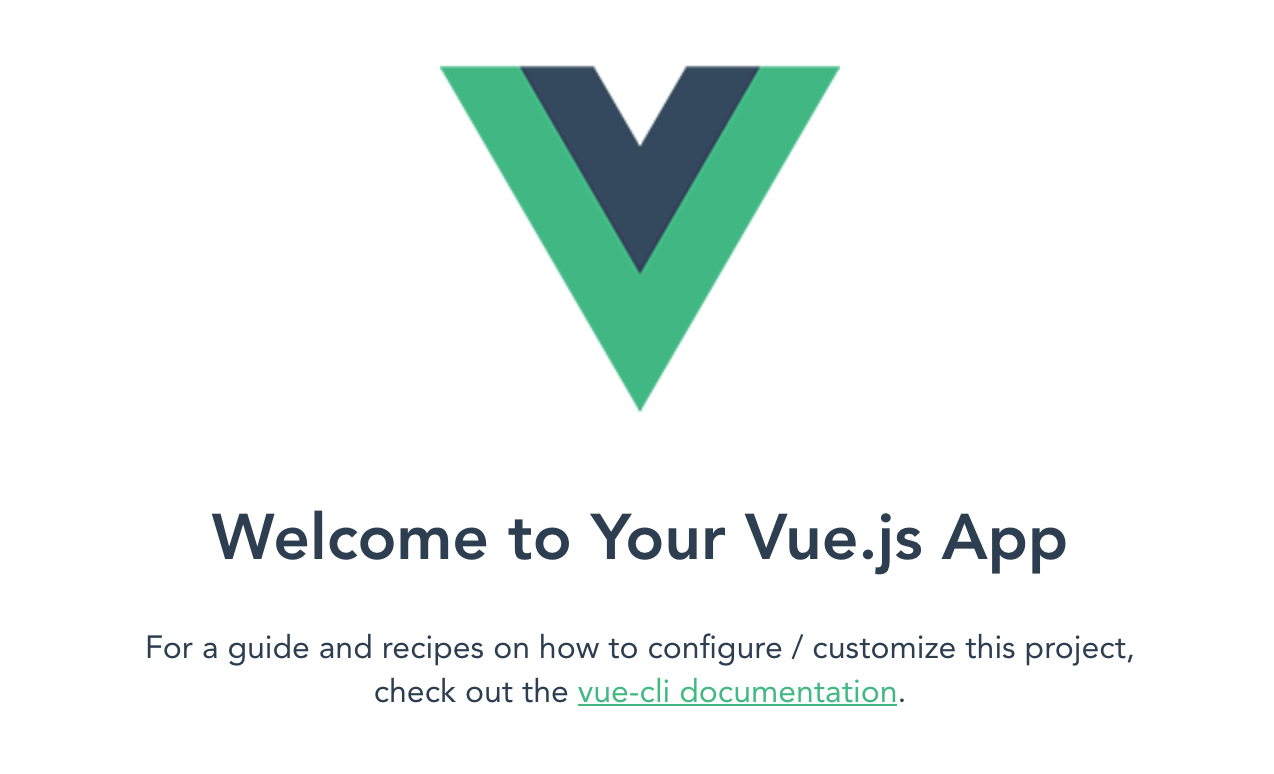 Welcome to Your Vue.js App
For a guide and recipes on how to configure / customize this project,
check out the vue-cli documentation.